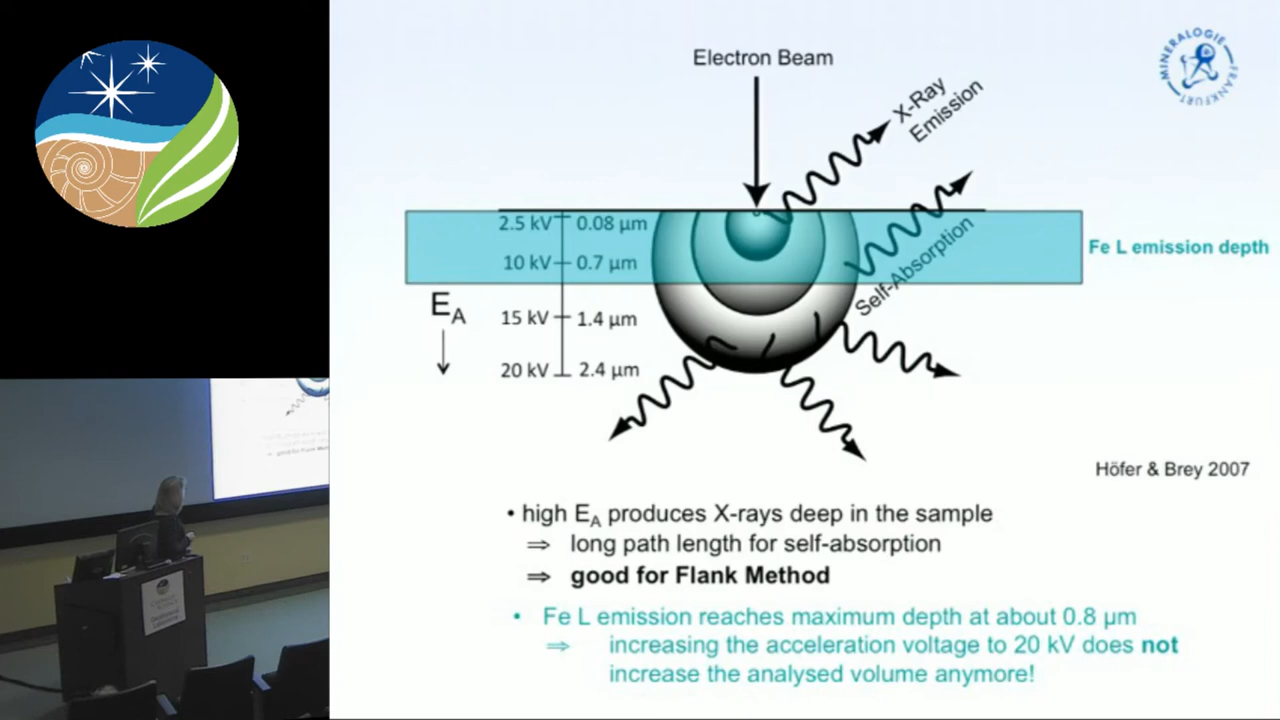 Electron Beam
X-Ray
Emission
MINERALOGIE
FRANKFURT
2.5 kV 0.08 µm
10 kV 0.7 µm
Fe L emission depth
Self-Absorption
E_A
15 kV 1.4 µm
20 kV 2.4 µm
Höfer & Brey 2007
• high E_A produces X-rays deep in the sample
⇒ long path length for self-absorption
⇒ good for Flank Method
• Fe L emission reaches maximum depth at about 0.8 µm
⇒ increasing the acceleration voltage to 20 kV does not
increase the analysed volume anymore!